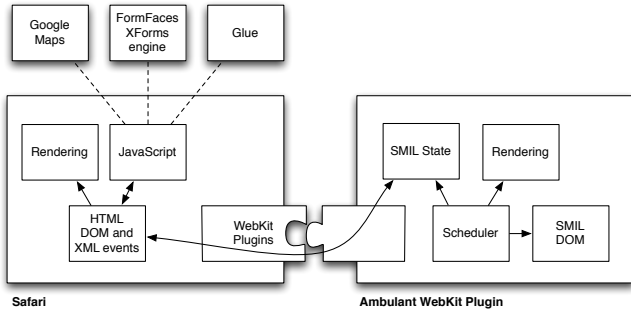 Google
Maps
FormFaces
XForms
engine
Glue
Rendering
JavaScript
SMIL State
Rendering
HTML
DOM and
XML events
WebKit
Plugins
Scheduler
SMIL
DOM
Safari
Ambulant WebKit Plugin